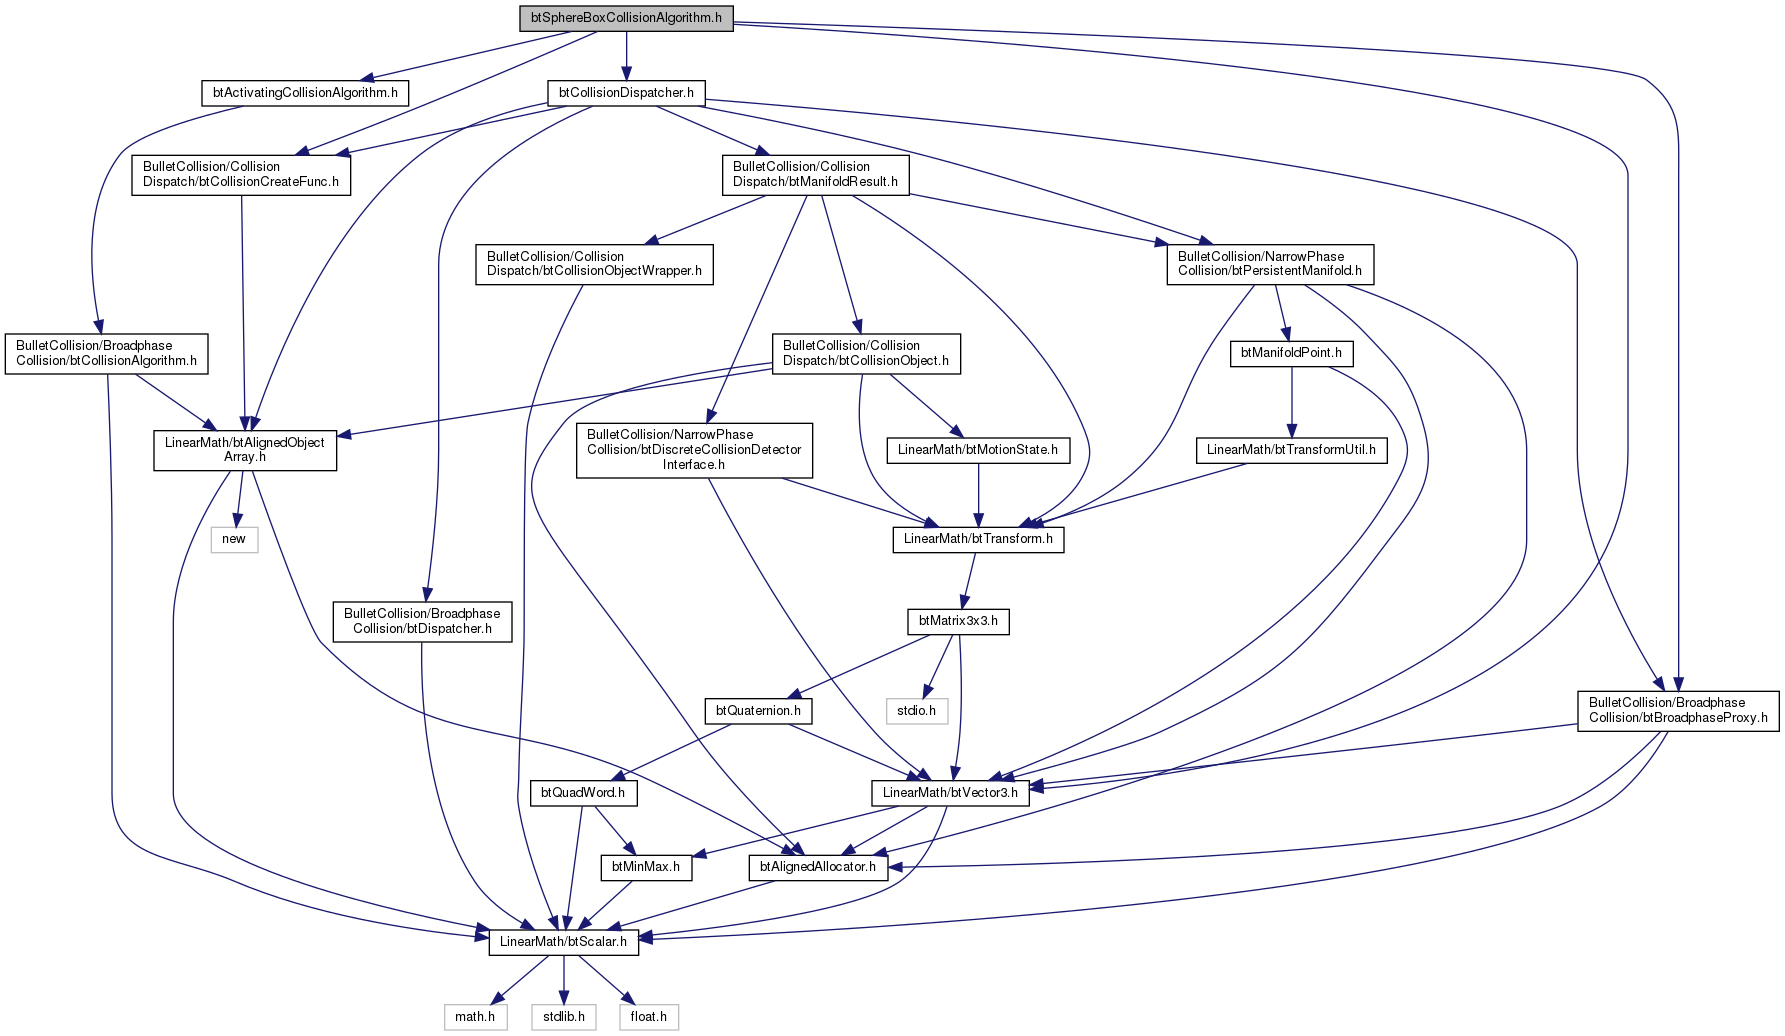 btSphereBoxCollisionAlgorithm.h
btActivatingCollisionAlgorithm.h
btCollisionDispatcher.h
BulletCollision/Collision
Dispatch/btCollisionCreateFunc.h
BulletCollision/Collision
Dispatch/btManifoldResult.h
BulletCollision/Collision
Dispatch/btCollisionObjectWrapper.h
BulletCollision/NarrowPhase
Collision/btPersistentManifold.h
BulletCollision/Broadphase
Collision/btCollisionAlgorithm.h
BulletCollision/Collision
Dispatch/btCollisionObject.h
btManifoldPoint.h
LinearMath/btAlignedObject
Array.h
BulletCollision/NarrowPhase
Collision/btDiscreteCollisionDetector
Interface.h
LinearMath/btMotionState.h
LinearMath/btTransformUtil.h
new
LinearMath/btTransform.h
BulletCollision/Broadphase
Collision/btDispatcher.h
btMatrix3x3.h
btQuaternion.h
stdio.h
BulletCollision/Broadphase
Collision/btBroadphaseProxy.h
btQuadWord.h
LinearMath/btVector3.h
btMinMax.h
btAlignedAllocator.h
LinearMath/btScalar.h
math.h
stdlib.h
float.h